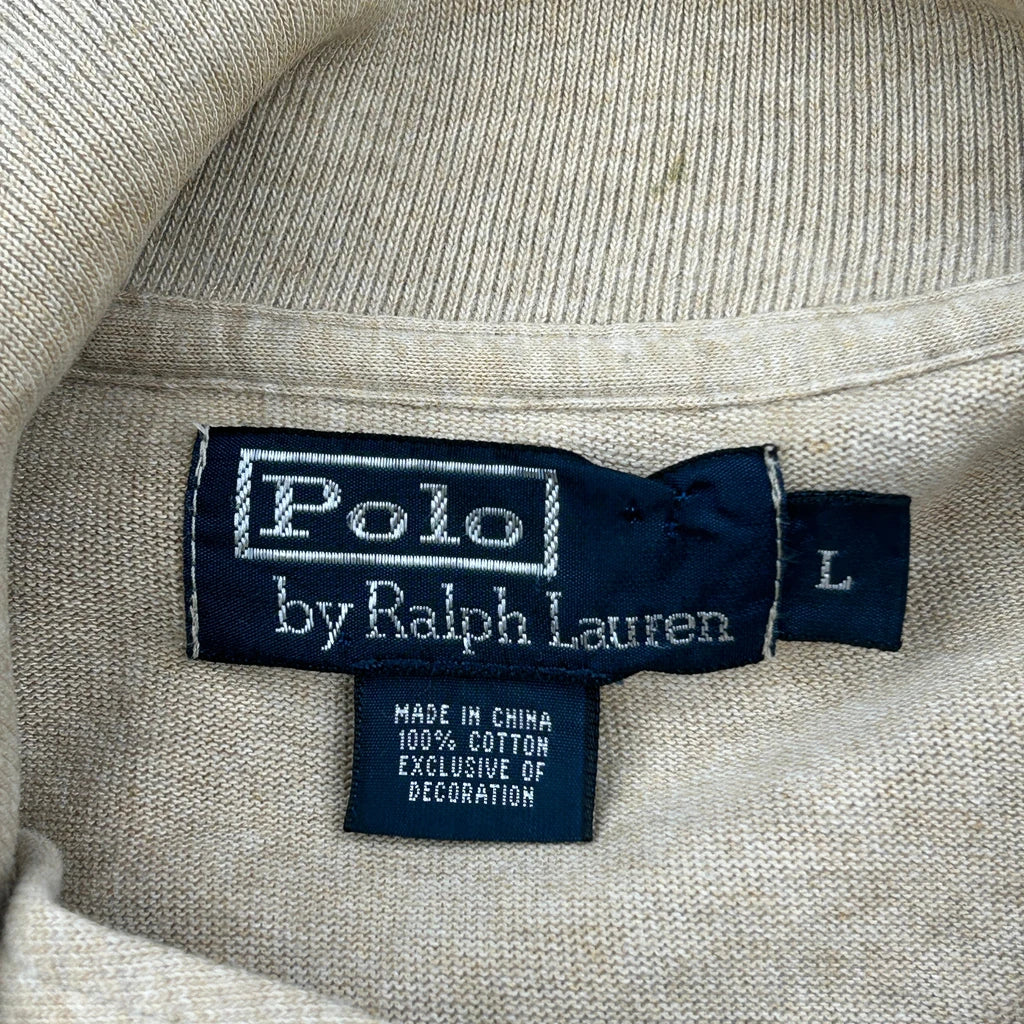 Polo
by Ralph Lauren
L
MADE IN CHINA
100% COTTON
EXCLUSIVE OF
DECORATION